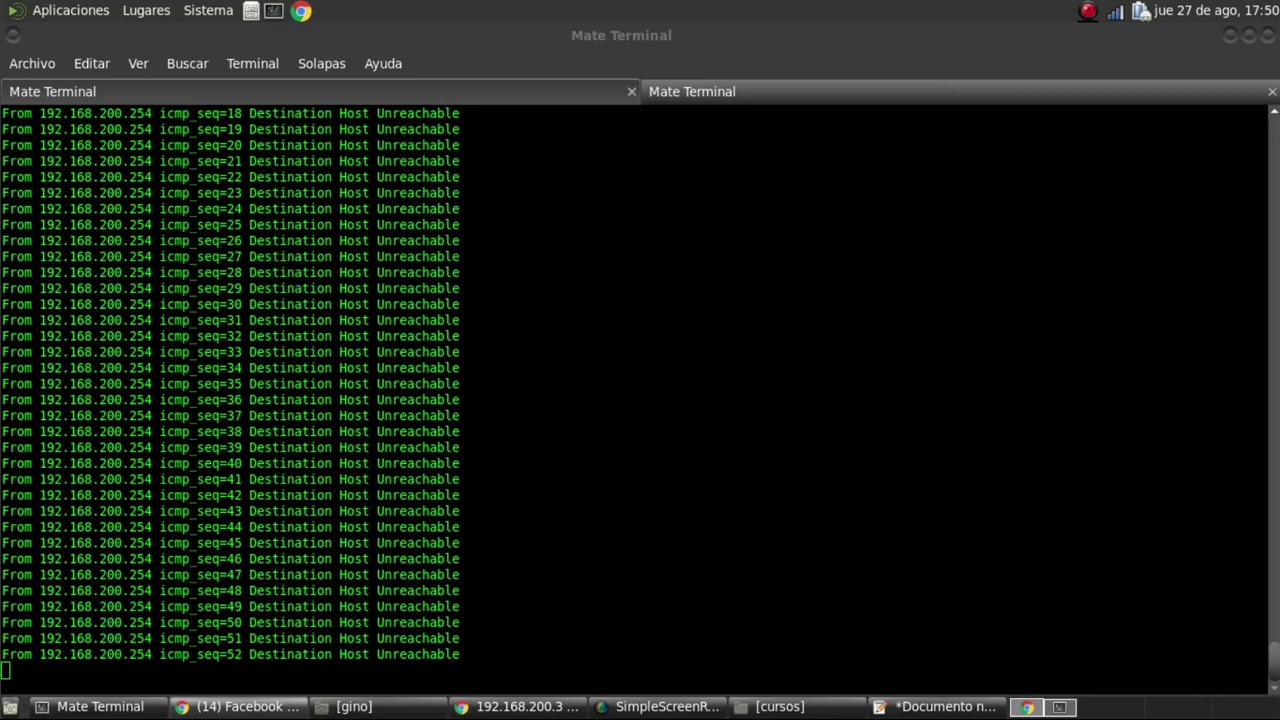 Aplicaciones Lugares Sistema jue 27 de ago, 17:50
Mate Terminal
Archivo Editar Ver Buscar Terminal Solapas Ayuda
Mate Terminal Mate Terminal
From 192.168.200.254 icmp_seq=18 Destination Host Unreachable
From 192.168.200.254 icmp_seq=19 Destination Host Unreachable
From 192.168.200.254 icmp_seq=20 Destination Host Unreachable
From 192.168.200.254 icmp_seq=21 Destination Host Unreachable
From 192.168.200.254 icmp_seq=22 Destination Host Unreachable
From 192.168.200.254 icmp_seq=23 Destination Host Unreachable
From 192.168.200.254 icmp_seq=24 Destination Host Unreachable
From 192.168.200.254 icmp_seq=25 Destination Host Unreachable
From 192.168.200.254 icmp_seq=26 Destination Host Unreachable
From 192.168.200.254 icmp_seq=27 Destination Host Unreachable
From 192.168.200.254 icmp_seq=28 Destination Host Unreachable
From 192.168.200.254 icmp_seq=29 Destination Host Unreachable
From 192.168.200.254 icmp_seq=30 Destination Host Unreachable
From 192.168.200.254 icmp_seq=31 Destination Host Unreachable
From 192.168.200.254 icmp_seq=32 Destination Host Unreachable
From 192.168.200.254 icmp_seq=33 Destination Host Unreachable
From 192.168.200.254 icmp_seq=34 Destination Host Unreachable
From 192.168.200.254 icmp_seq=35 Destination Host Unreachable
From 192.168.200.254 icmp_seq=36 Destination Host Unreachable
From 192.168.200.254 icmp_seq=37 Destination Host Unreachable
From 192.168.200.254 icmp_seq=38 Destination Host Unreachable
From 192.168.200.254 icmp_seq=39 Destination Host Unreachable
From 192.168.200.254 icmp_seq=40 Destination Host Unreachable
From 192.168.200.254 icmp_seq=41 Destination Host Unreachable
From 192.168.200.254 icmp_seq=42 Destination Host Unreachable
From 192.168.200.254 icmp_seq=43 Destination Host Unreachable
From 192.168.200.254 icmp_seq=44 Destination Host Unreachable
From 192.168.200.254 icmp_seq=45 Destination Host Unreachable
From 192.168.200.254 icmp_seq=46 Destination Host Unreachable
From 192.168.200.254 icmp_seq=47 Destination Host Unreachable
From 192.168.200.254 icmp_seq=48 Destination Host Unreachable
From 192.168.200.254 icmp_seq=49 Destination Host Unreachable
From 192.168.200.254 icmp_seq=50 Destination Host Unreachable
From 192.168.200.254 icmp_seq=51 Destination Host Unreachable
From 192.168.200.254 icmp_seq=52 Destination Host Unreachable
Mate Terminal (14) Facebook ... [gino] 192.168.200.3 ... SimpleScreenR... [cursos] *Documento n...